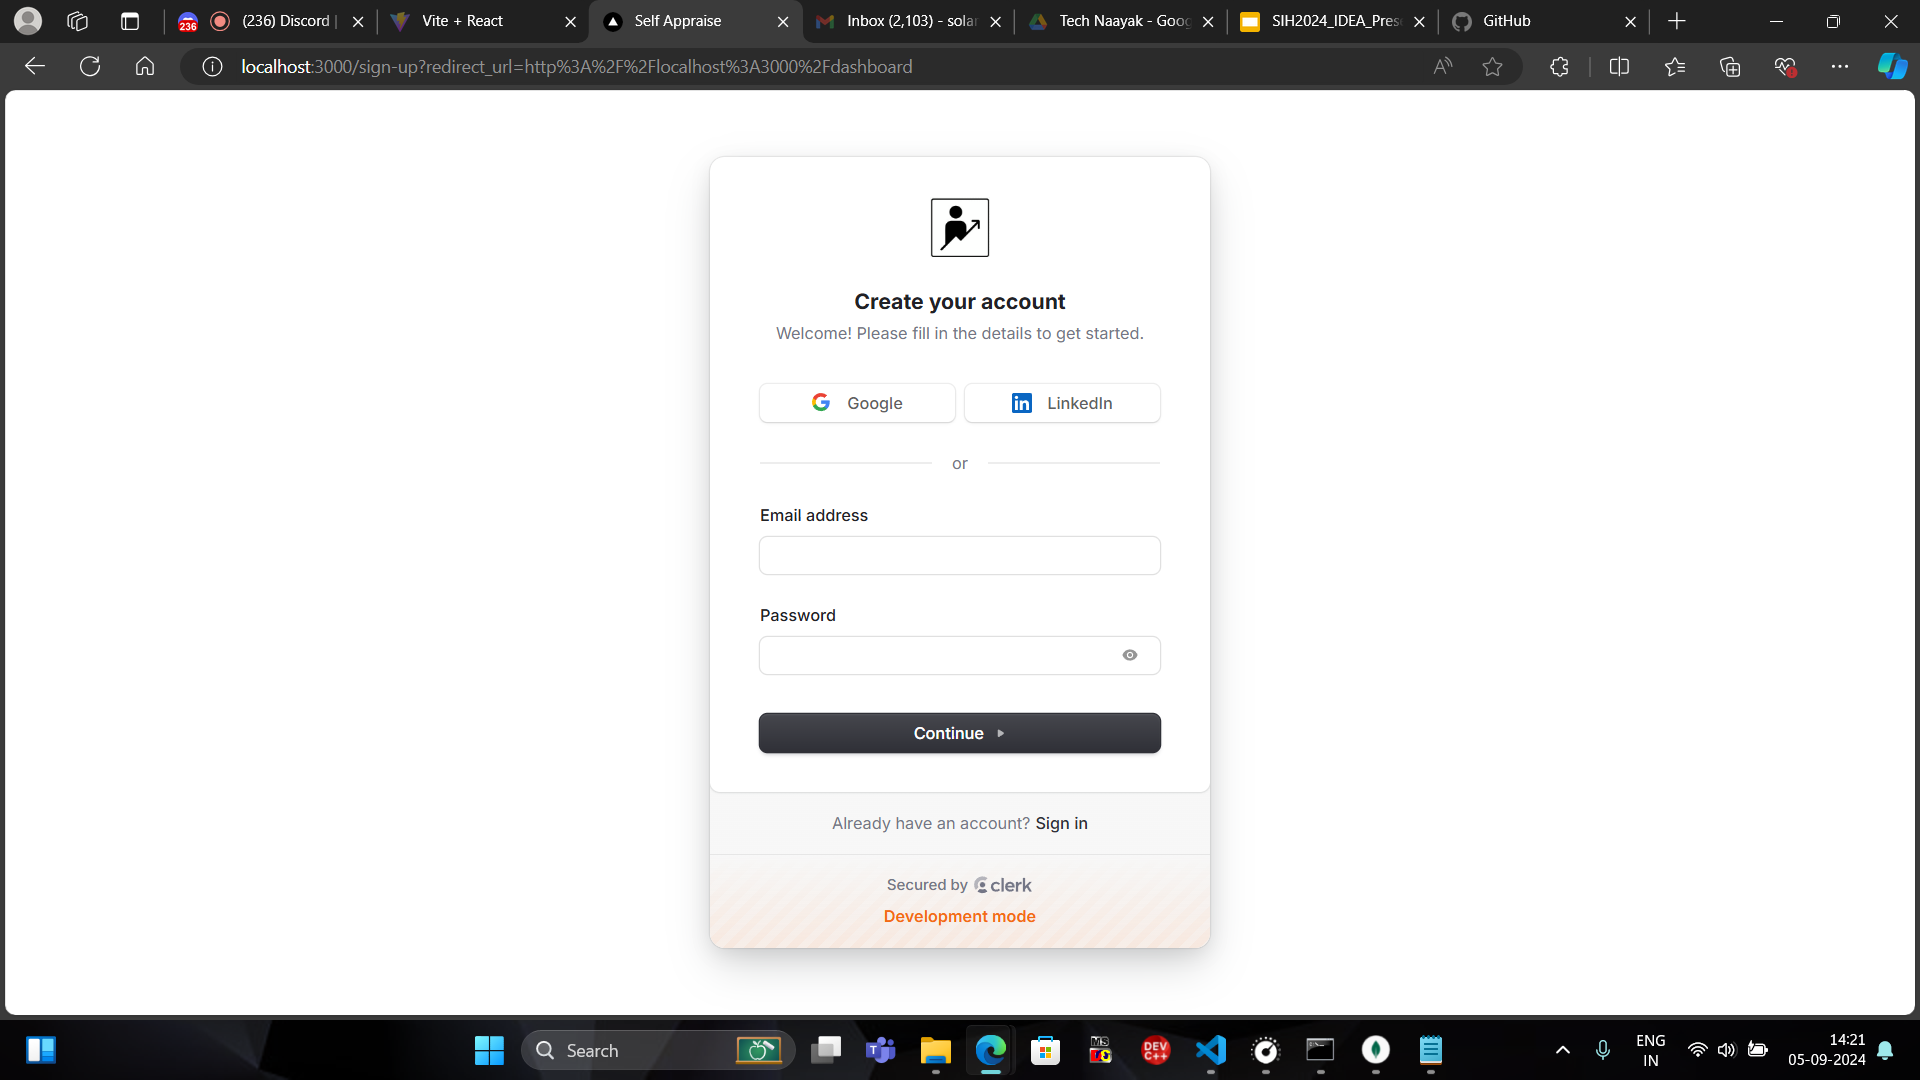 236
(236) Discord |
Vite + React
Self Appraise
Inbox (2,103) - solar
Tech Naayak - Goog
SIH2024_IDEA_Pres
GitHub
localhost:3000/sign-up?redirect_url=http%3A%2F%2Flocalhost%3A3000%2Fdashboard
Create your account
Welcome! Please fill in the details to get started.
Google
LinkedIn
or
Email address
Password
Continue
Already have an account? Sign in
Secured by clerk
Development mode
Search
DEV C++
ENG
IN
14:21
05-09-2024